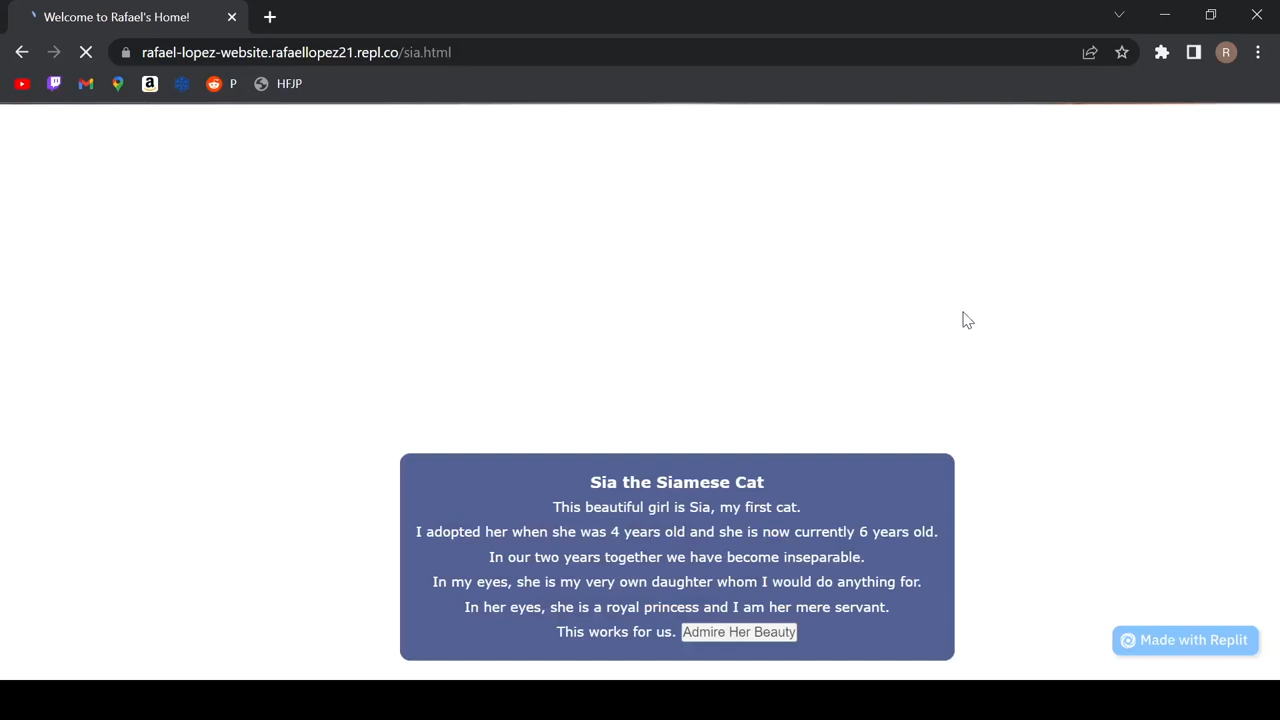 Welcome to Rafael's Home!
rafael-lopez-website.rafaellopez21.repl.co/sia.html
R
a
P
HFJP
Sia the Siamese Cat
This beautiful girl is Sia, my first cat.
I adopted her when she was 4 years old and she is now currently 6 years old.
In our two years together we have become inseparable.
In my eyes, she is my very own daughter whom I would do anything for.
In her eyes, she is a royal princess and I am her mere servant.
This works for us. Admire Her Beauty
Made with Replit